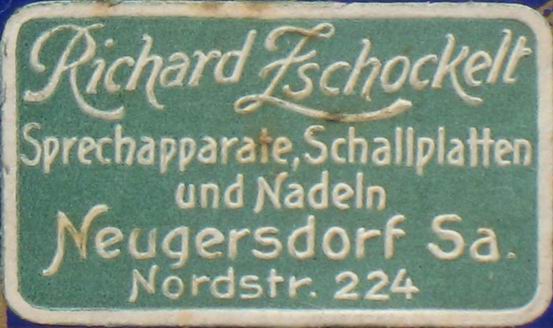 Richard Zschockelt
Sprechapparate, Schallplatten
und Nadeln
Neugersdorf Sa.
Nordstr. 224